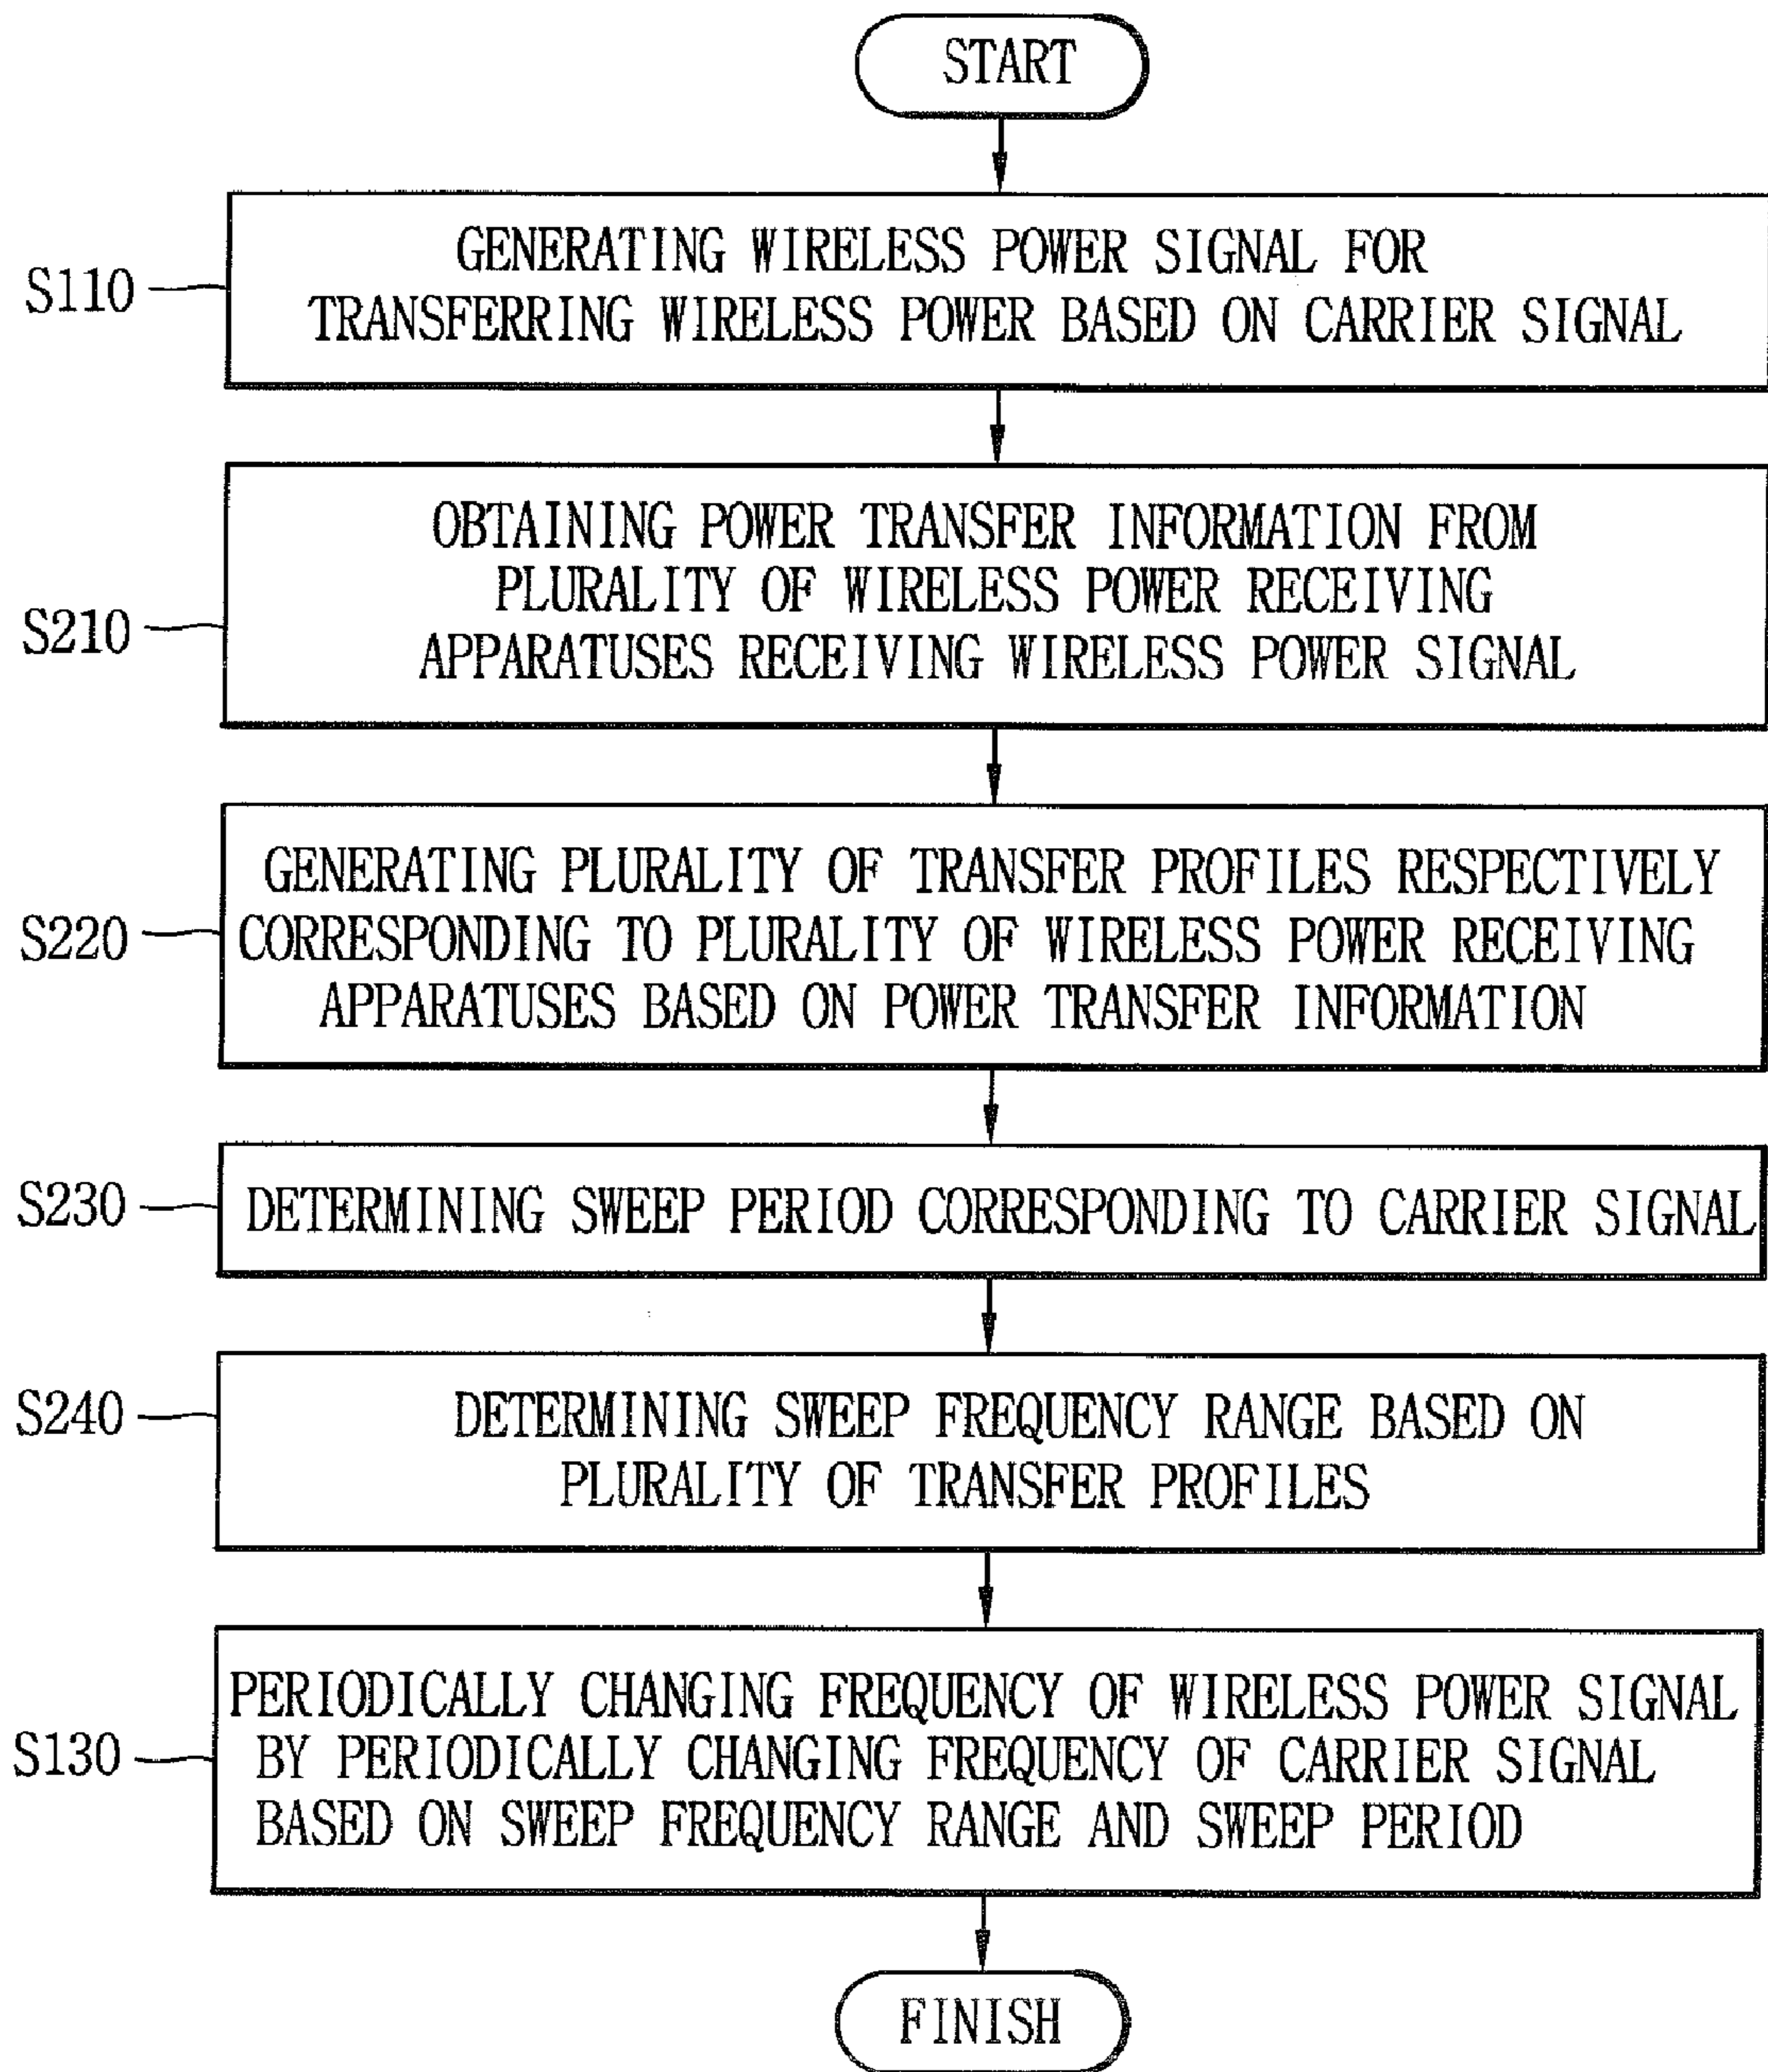 START
S110
GENERATING WIRELESS POWER SIGNAL FOR
TRANSFERRING WIRELESS POWER BASED ON CARRIER SIGNAL
S210
OBTAINING POWER TRANSFER INFORMATION FROM
PLURALITY OF WIRELESS POWER RECEIVING
APPARATUSES RECEIVING WIRELESS POWER SIGNAL
S220
GENERATING PLURALITY OF TRANSFER PROFILES RESPECTIVELY
CORRESPONDING TO PLURALITY OF WIRELESS POWER RECEIVING
APPARATUSES BASED ON POWER TRANSFER INFORMATION
S230
DETERMINING SWEEP PERIOD CORRESPONDING TO CARRIER SIGNAL
S240
DETERMINING SWEEP FREQUENCY RANGE BASED ON
PLURALITY OF TRANSFER PROFILES
S130
PERIODICALLY CHANGING FREQUENCY OF WIRELESS POWER SIGNAL
BY PERIODICALLY CHANGING FREQUENCY OF CARRIER SIGNAL
BASED ON SWEEP FREQUENCY RANGE AND SWEEP PERIOD
FINISH